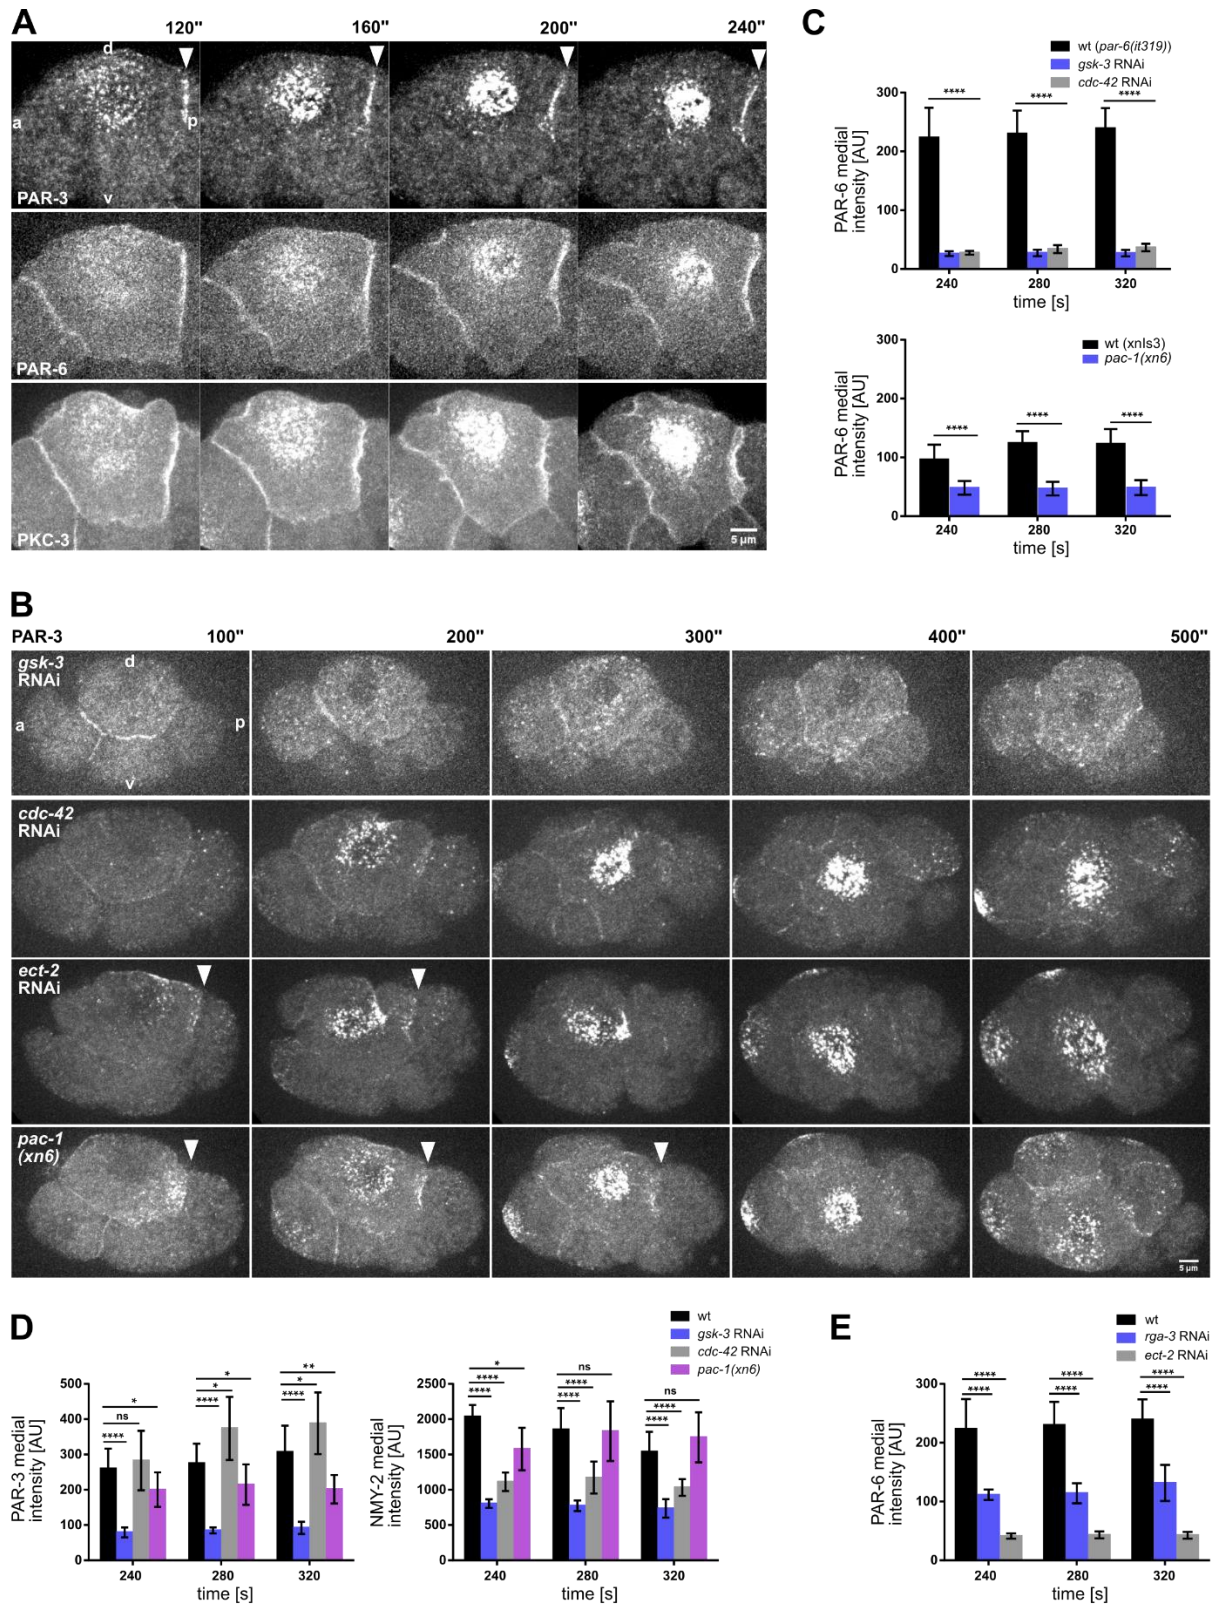 A
120"
160"
200"
240"
d
a
p
v
PAR-3
PAR-6
PKC-3
5 µm
C
wt (par-6(it319))
gsk-3 RNAi
cdc-42 RNAi
PAR-6 medial
intensity [AU]
300
200
100
0
****
****
****
240
280
320
time [s]
wt (xnIs3)
pac-1(xn6)
PAR-6 medial
intensity [AU]
300
200
100
0
****
****
****
240
280
320
time [s]
B
PAR-3
100"
200"
300"
400"
500"
gsk-3
RNAi
d
a
p
v
cdc-42
RNAi
ect-2
RNAi
pac-1
(xn6)
5 µm
D
wt
gsk-3 RNAi
cdc-42 RNAi
pac-1(xn6)
PAR-3 medial
intensity [AU]
500
400
300
200
100
0
*
ns
****
*
*
****
**
*
****
240
280
320
time [s]
NMY-2 medial
intensity [AU]
2500
2000
1500
1000
500
0
*
****
****
ns
****
****
ns
****
****
240
280
320
time [s]
E
wt
rga-3 RNAi
ect-2 RNAi
PAR-6 medial
intensity [AU]
300
200
100
0
****
****
****
****
****
****
240
280
320
time [s]